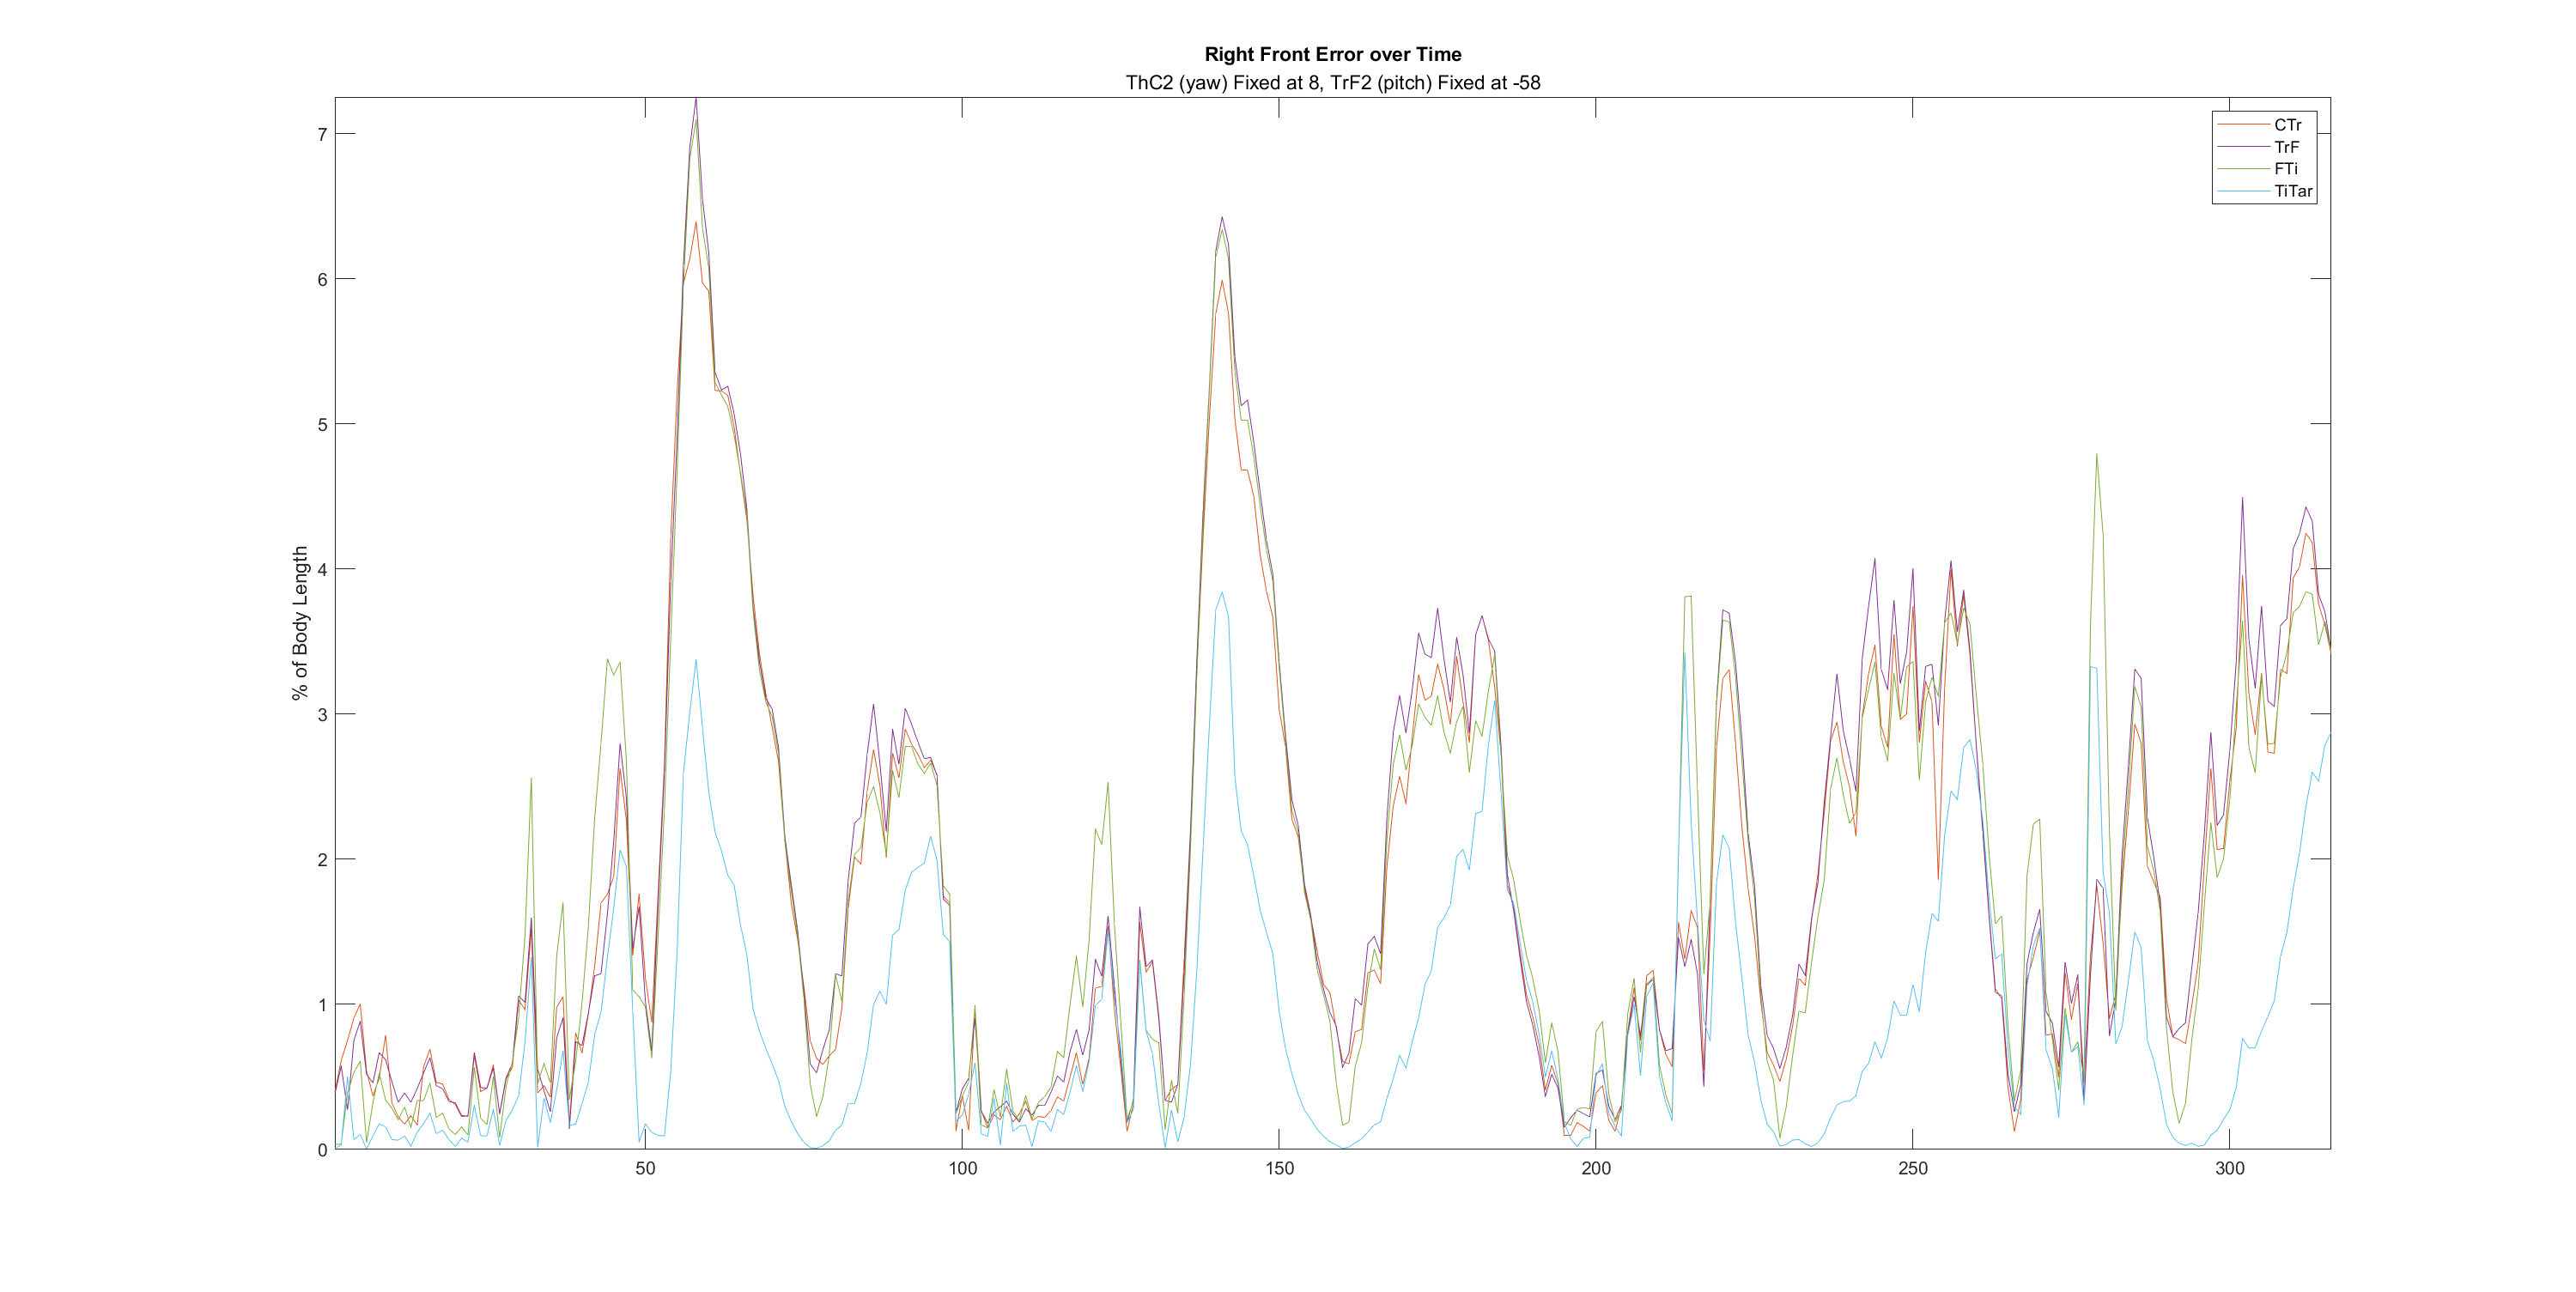 Right Front Error over Time
ThC2 (yaw) Fixed at 8, TrF2 (pitch) Fixed at -58
CTr
TrF
FTi
TiTar
% of Body Length
7
6
5
4
3
2
1
0
50
100
150
200
250
300